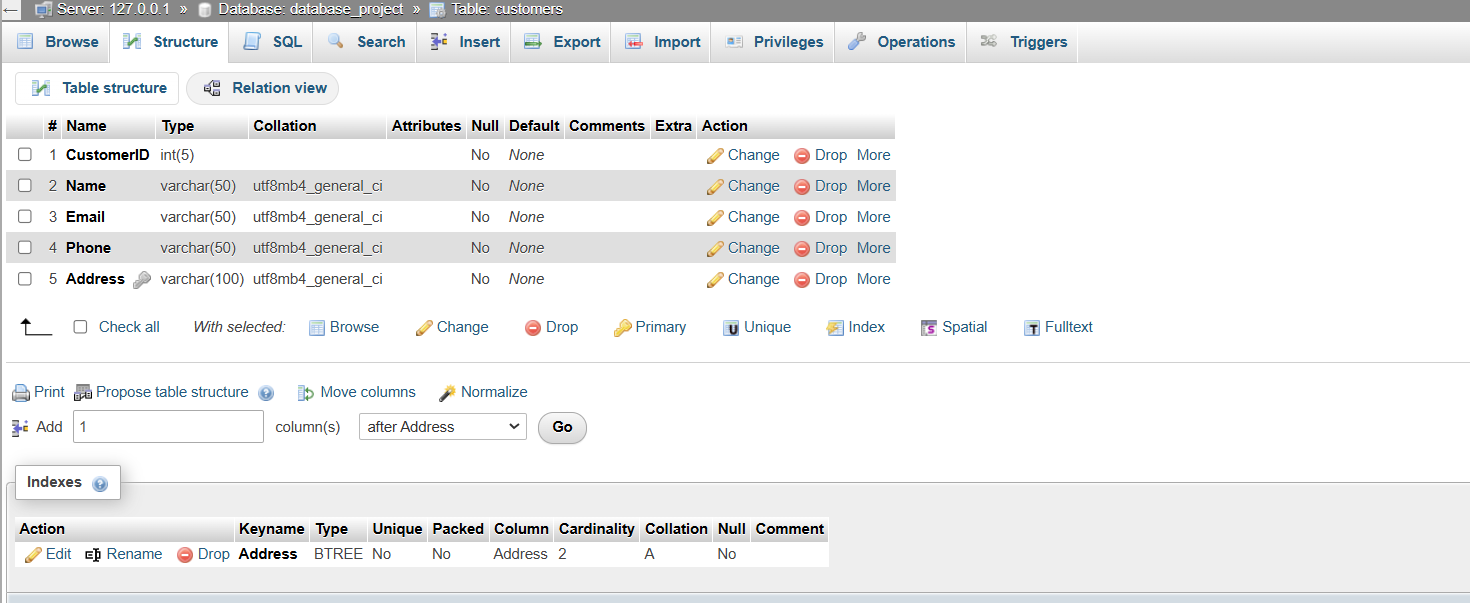 Server: 127.0.0.1 » Database: database_project » Table: customers
Browse Structure SQL Search Insert Export Import Privileges Operations Triggers
Table structure Relation view
# Name Type Collation Attributes Null Default Comments Extra Action
1 CustomerID int(5) No None Change Drop More
2 Name varchar(50) utf8mb4_general_ci No None Change Drop More
3 Email varchar(50) utf8mb4_general_ci No None Change Drop More
4 Phone varchar(50) utf8mb4_general_ci No None Change Drop More
5 Address varchar(100) utf8mb4_general_ci No None Change Drop More
Check all With selected: Browse Change Drop Primary Unique Index Spatial Fulltext
Print Propose table structure Move columns Normalize
Add 1 column(s) after Address Go
Indexes
Action Keyname Type Unique Packed Column Cardinality Collation Null Comment
Edit Rename Drop Address BTREE No No Address 2 A No